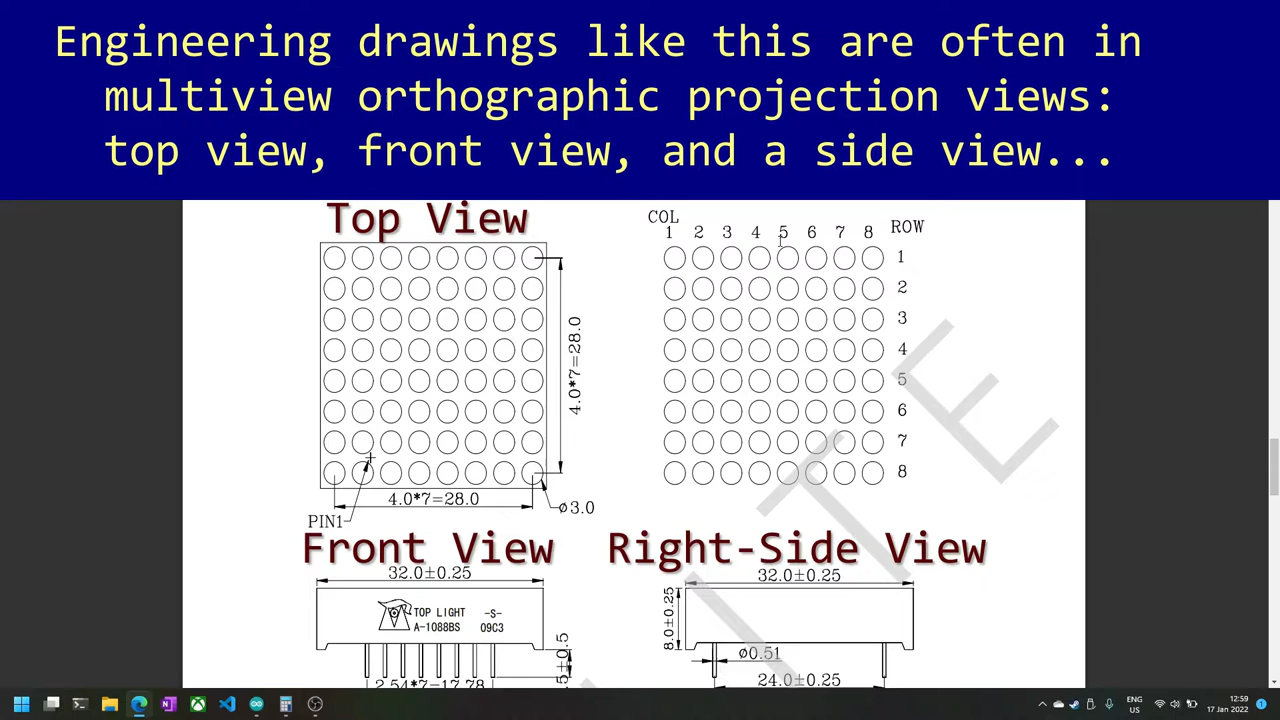 Engineering drawings like this are often in
multiview orthographic projection views:
top view, front view, and a side view...
Top View
COL
1 2 3 4 5 6 7 8 ROW
1
2
3
4
5
6
7
8
4.0*7=28.0
4.0*7=28.0
ø3.0
PIN1
Front View
Right-Side View
32.0±0.25
32.0±0.25
TOP LIGHT -S-
A-1088BS 09C3
8.0±0.25
ø0.51
2.54*7=17.78
24.0±0.25
ENG
US
12:59
17 Jan 2022